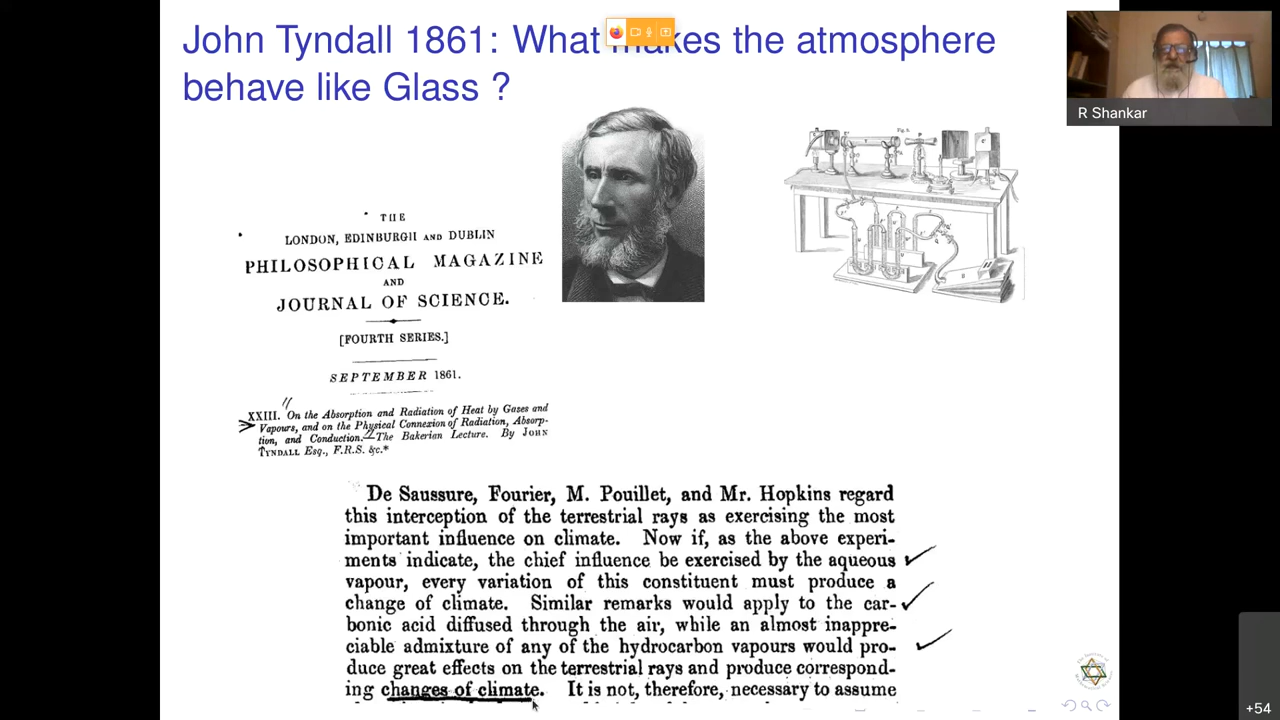 John Tyndall 1861: What makes the atmosphere
behave like Glass ?
R Shankar
THE
LONDON, EDINBURGH AND DUBLIN
PHILOSOPHICAL MAGAZINE
AND
JOURNAL OF SCIENCE.
[FOURTH SERIES.]
SEPTEMBER 1861.
XXIII. On the Absorption and Radiation of Heat by Gases and
Vapours, and on the Physical Connexion of Radiation, Absorp-
tion, and Conduction.—The Bakerian Lecture. By JOHN
TYNDALL Esq., F.R.S. &c.*
De Saussure, Fourier, M. Pouillet, and Mr. Hopkins regard
this interception of the terrestrial rays as exercising the most
important influence on climate. Now if, as the above experi-
ments indicate, the chief influence be exercised by the aqueous
vapour, every variation of this constituent must produce a
change of climate. Similar remarks would apply to the car-
bonic acid diffused through the air, while an almost inappre-
ciable admixture of any of the hydrocarbon vapours would pro-
duce great effects on the terrestrial rays and produce correspond-
ing changes of climate. It is not, therefore, necessary to assume
+54